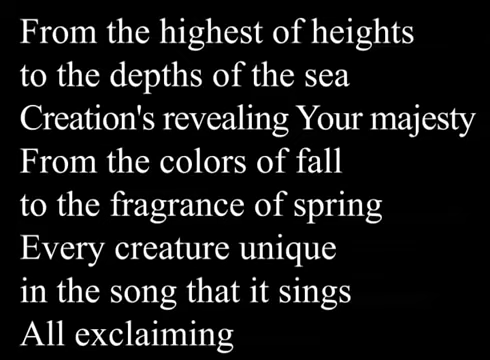 From the highest of heights
to the depths of the sea
Creation's revealing Your majesty
From the colors of fall
to the fragrance of spring
Every creature unique
in the song that it sings
All exclaiming